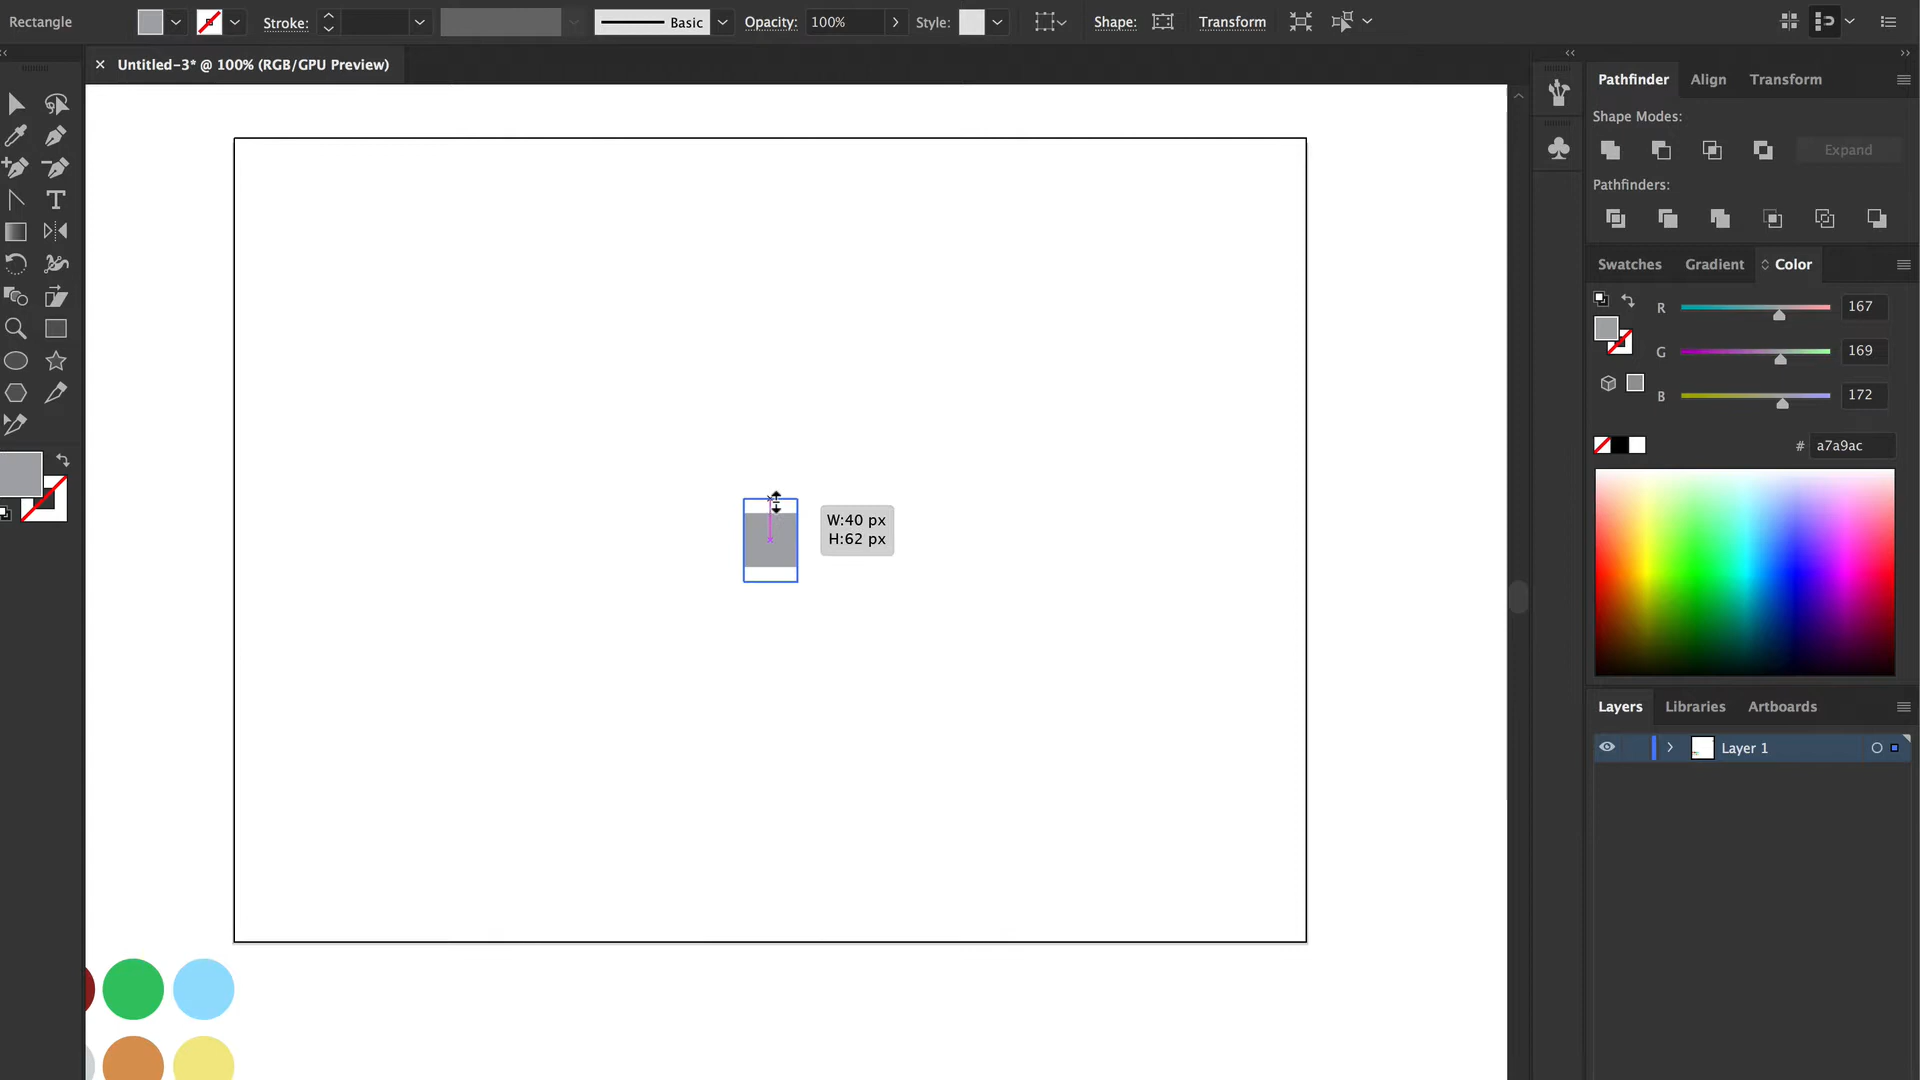 Rectangle
Stroke:
Basic
Opacity: 100%
Style:
Shape:
Transform
× Untitled-3* @ 100% (RGB/GPU Preview)
Pathfinder Align Transform
Shape Modes:
Expand
Pathfinders:
Swatches Gradient Color
R 167
G 169
B 172
# a7a9ac
W:40 px
H:62 px
Layers Libraries Artboards
Layer 1